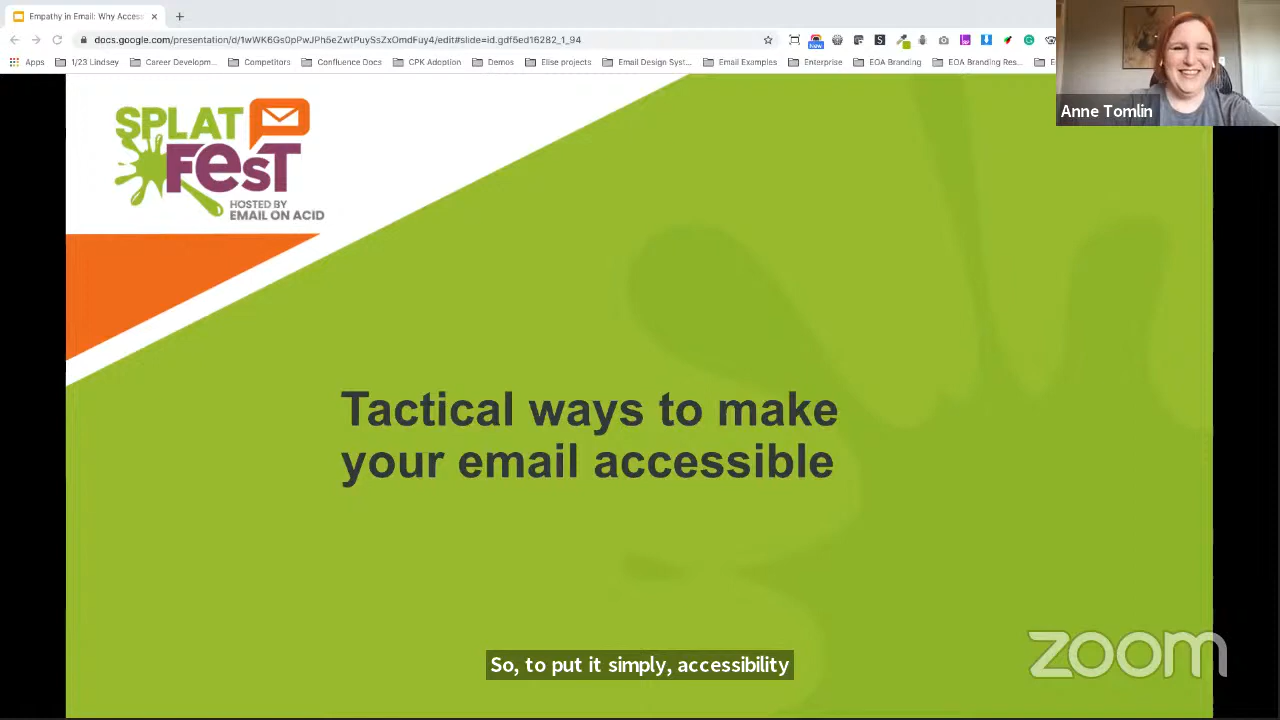 Empathy in Email: Why Access
docs.google.com/presentation/d/1wWK6Gs0pPwJPh5eZwtPuySsZxOmdFuy4/edit#slide=id.gdf5ed16282_1_94
New
Apps
1/23 Lindsey
Career Developm...
Competitors
Confluence Docs
CPK Adoption
Demos
Elise projects
Email Design Syst...
Email Examples
Enterprise
EOA Branding
EOA Branding Res...
Anne Tomlin
SPLAT
FesT
HOSTED BY
EMAIL ON ACID
Tactical ways to make
your email accessible
So, to put it simply, accessibility
zoom